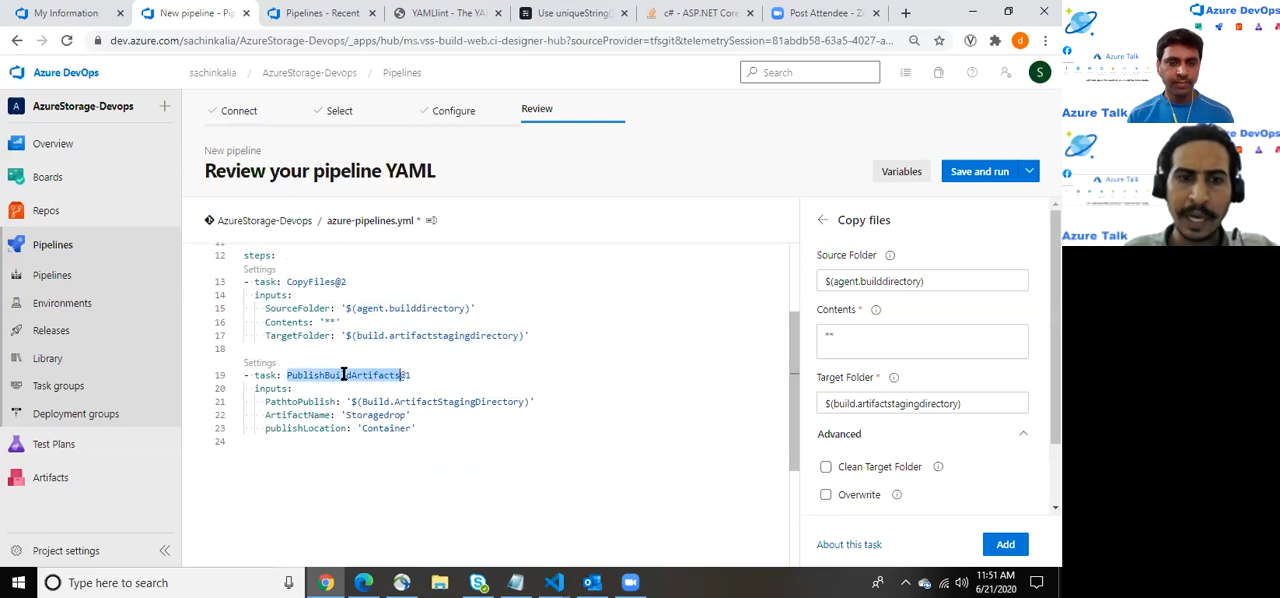 My Information
New pipeline - Pip
Pipelines - Recent
YAMLlint - The YA
Use uniqueString()
c# - ASP.NET Core
Post Attendee - Zo
dev.azure.com/sachinkalia/AzureStorage-Devops/_apps/hub/ms.vss-build-web.ci-designer-hub?sourceProvider=tfsgit&telemetrySession=81abdb58-63a5-4027-a...
Azure DevOps
sachinkalia / AzureStorage-Devops / Pipelines
Search
S
A AzureStorage-Devops
Overview
Boards
Repos
Pipelines
Pipelines
Environments
Releases
Library
Task groups
Deployment groups
Test Plans
Artifacts
Project settings
Connect
Select
Configure
Review
New pipeline
Review your pipeline YAML
Variables
Save and run
AzureStorage-Devops / azure-pipelines.yml *
11
12 steps:
Settings
13 - task: CopyFiles@2
14 inputs:
15 SourceFolder: '$(agent.builddirectory)'
16 Contents: '**'
17 TargetFolder: '$(build.artifactstagingdirectory)'
18
Settings
19 - task: PublishBuildArtifacts@1
20 inputs:
21 PathtoPublish: '$(Build.ArtifactStagingDirectory)'
22 ArtifactName: 'Storagedrop'
23 publishLocation: 'Container'
24
Copy files
Source Folder
$(agent.builddirectory)
Contents *
**
Target Folder *
$(build.artifactstagingdirectory)
Advanced
Clean Target Folder
Overwrite
About this task
Add
Azure DevOps
Azure Talk
Azure Talk
e DevOps
Azure Talk
Azure Talk
Type here to search
11:51 AM
6/21/2020